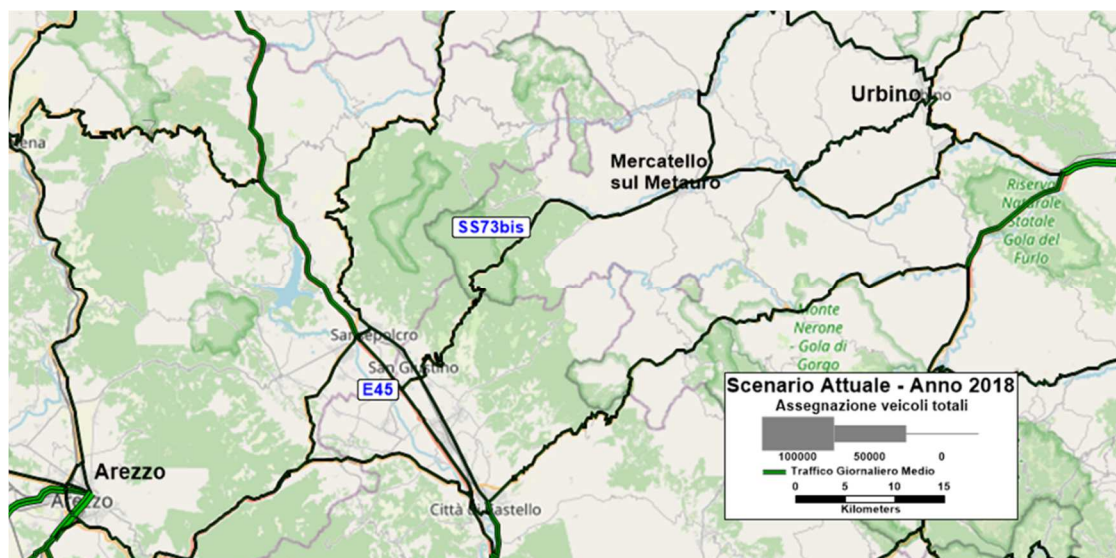 Urbino
Mercatello
sul Metauro
Riserva
Naturale
Statale
Gola del
Furlo
SS73bis
Monte
Nerone
- Gola di
Gorgo
San Giustino
E45
Arezzo
Arezzo
Città di Castello
Scenario Attuale - Anno 2018
Assegnazione veicoli totali
100000 50000 0
Traffico Giornaliero Medio
0 5 10 15
Kilometers